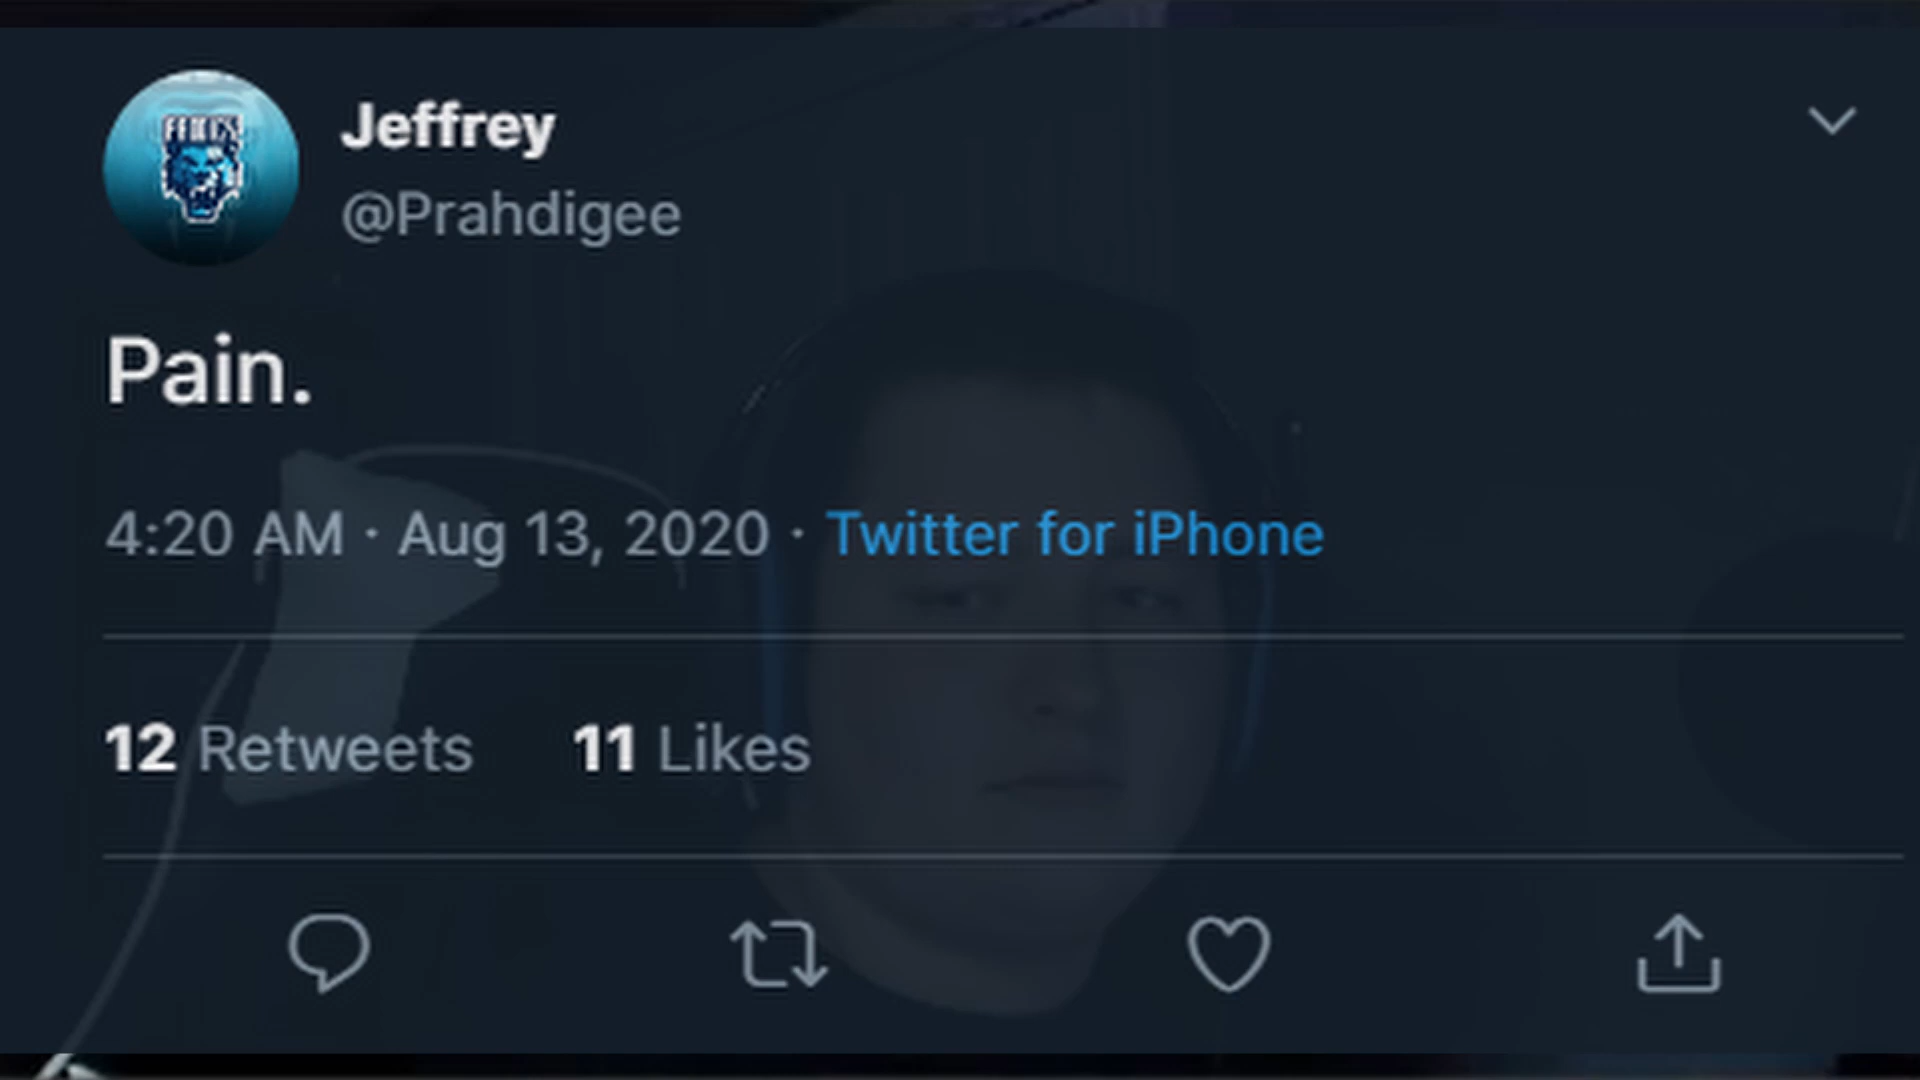 Jeffrey
@Prahdigee
Pain.
4:20 AM · Aug 13, 2020 · Twitter for iPhone
12 Retweets 11 Likes